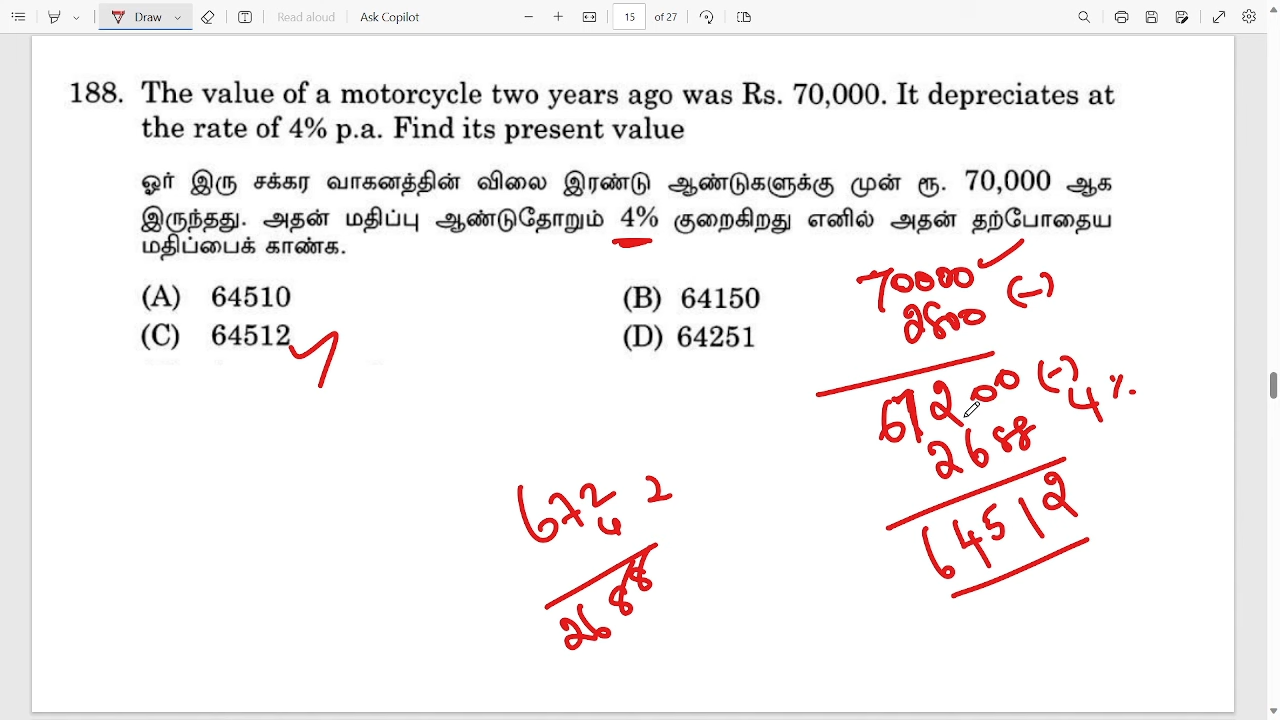 Draw
Read aloud
Ask Copilot
15 of 27
188. The value of a motorcycle two years ago was Rs. 70,000. It depreciates at
the rate of 4% p.a. Find its present value
ஓர் இரு சக்கர வாகனத்தின் விலை இரண்டு ஆண்டுகளுக்கு முன் ரூ. 70,000 ஆக
இருந்தது. அதன் மதிப்பு ஆண்டுதோறும் 4% குறைகிறது எனில் அதன் தற்போதைய
மதிப்பைக் காண்க.
(A) 64510
(B) 64150
(C) 64512
(D) 64251
70000
2800 (-)
67200 (-) 4%
2688
64512
672 2
4
2688